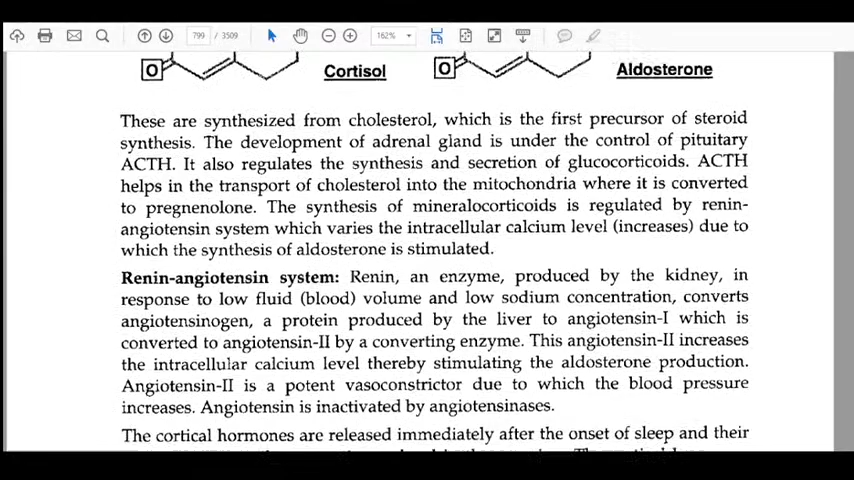 799 / 3509
162%
O
Cortisol
O
Aldosterone
These are synthesized from cholesterol, which is the first precursor of steroid
synthesis. The development of adrenal gland is under the control of pituitary
ACTH. It also regulates the synthesis and secretion of glucocorticoids. ACTH
helps in the transport of cholesterol into the mitochondria where it is converted
to pregnenolone. The synthesis of mineralocorticoids is regulated by renin-
angiotensin system which varies the intracellular calcium level (increases) due to
which the synthesis of aldosterone is stimulated.
Renin-angiotensin system: Renin, an enzyme, produced by the kidney, in
response to low fluid (blood) volume and low sodium concentration, converts
angiotensinogen, a protein produced by the liver to angiotensin-I which is
converted to angiotensin-II by a converting enzyme. This angiotensin-II increases
the intracellular calcium level thereby stimulating the aldosterone production.
Angiotensin-II is a potent vasoconstrictor due to which the blood pressure
increases. Angiotensin is inactivated by angiotensinases.
The cortical hormones are released immediately after the onset of sleep and their